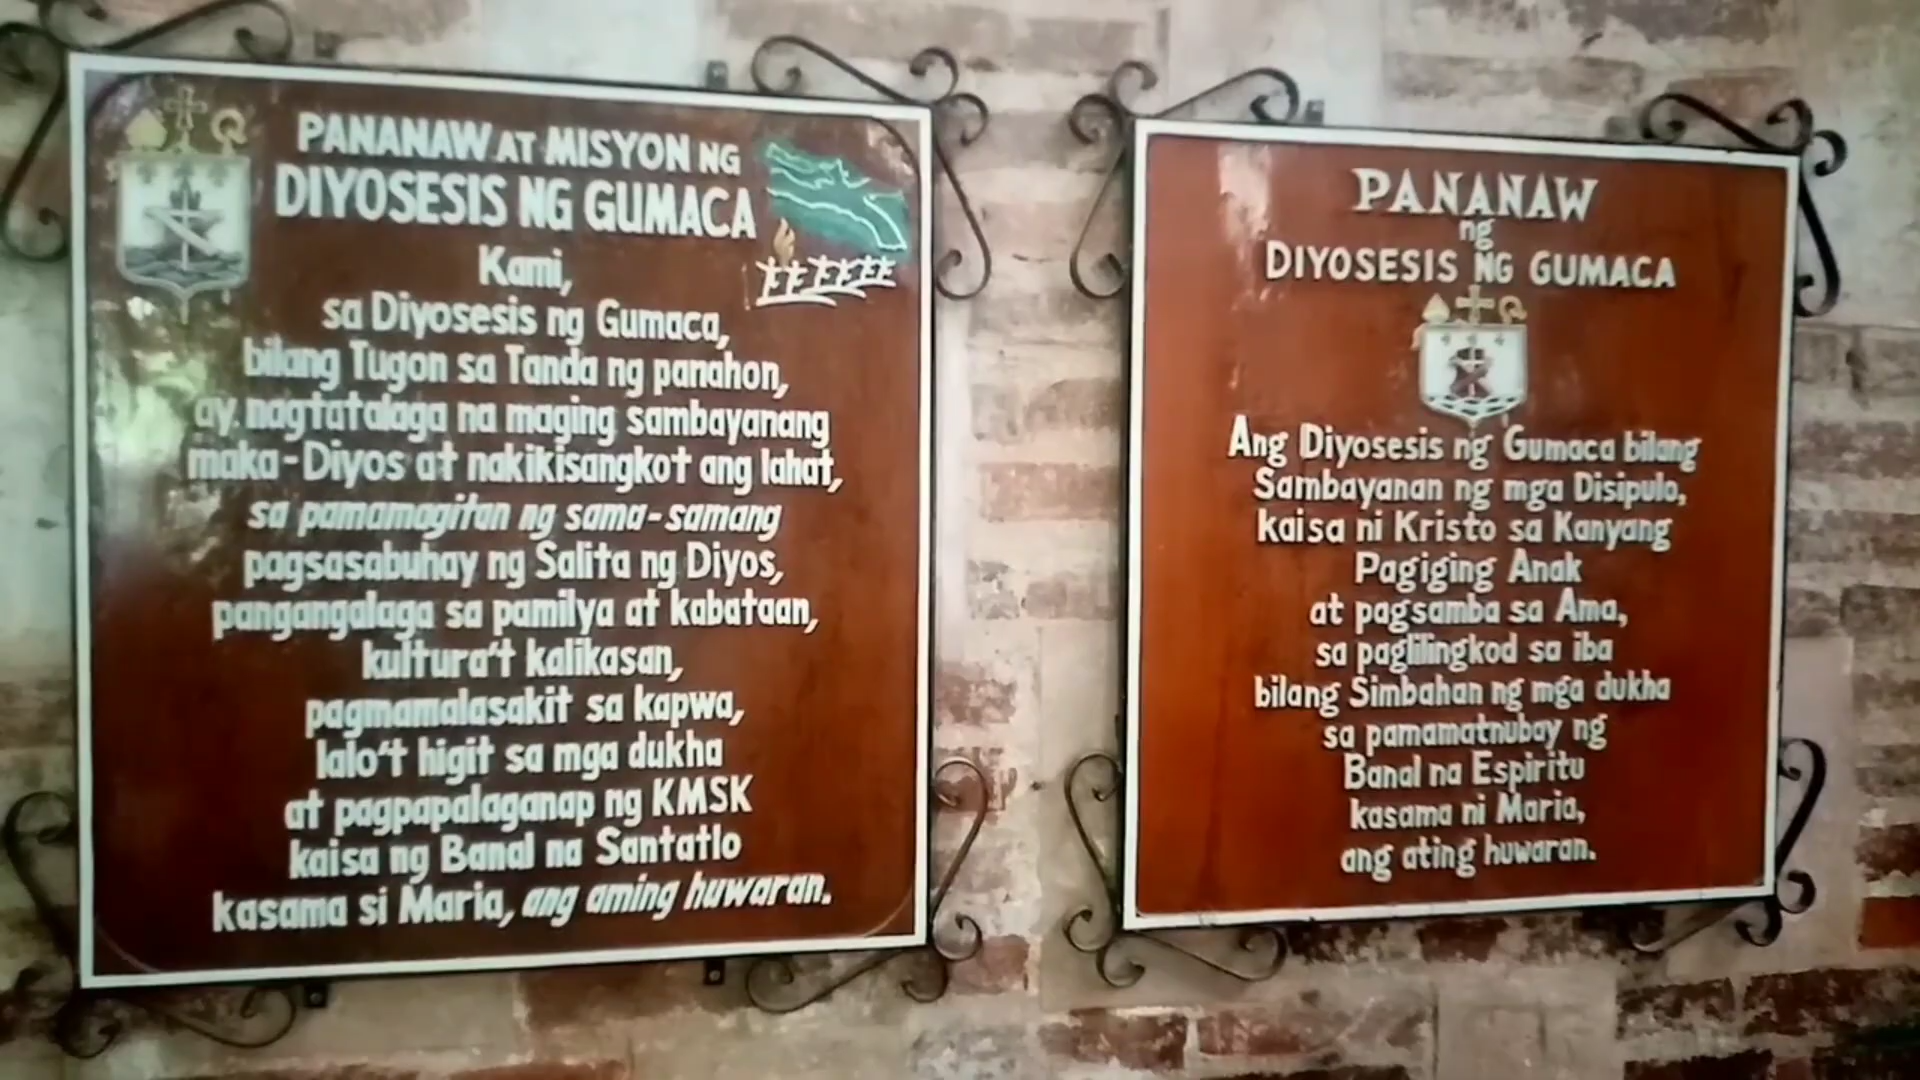 PANANAW AT MISYON NG
DIYOSESIS NG GUMACA
Kami,
sa Diyosesis ng Gumaca,
bilang Tugon sa Tanda ng panahon,
ay nagtatalaga na maging sambayanang
maka-Diyos at nakikisangkot ang lahat,
sa pamamagitan ng sama-samang
pagsasabuhay ng Salita ng Diyos,
pangangalaga sa pamilya at kabataan,
kultura't kalikasan,
pagmamalasakit sa kapwa,
lalo't higit sa mga dukha
at pagpapalaganap ng KMSK
kaisa ng Banal na Santatlo
kasama si Maria, ang aming huwaran.
PANANAW
ng
DIYOSESIS NG GUMACA
Ang Diyosesis ng Gumaca bilang
Sambayanan ng mga Disipulo,
kaisa ni Kristo sa Kanyang
Pagiging Anak
at pagsamba sa Ama,
sa paglilingkod sa iba
bilang Simbahan ng mga dukha
sa pamamatnubay ng
Banal na Espiritu
kasama ni Maria,
ang ating huwaran.